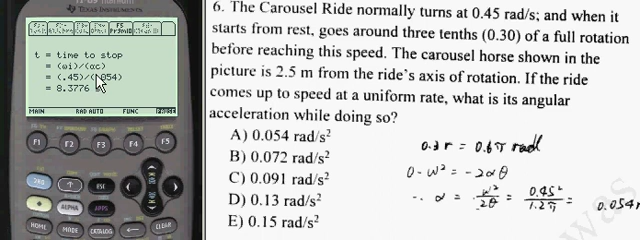 TEXAS INSTRUMENTS
F5
PrgmIO
t = time to stop
= (ωi)/(αc)
= (.45)/(.054)
= 8.3776
MAIN RAD AUTO FUNC
F1 F2 F3 F4 F5
2ND ESC
ALPHA APPS
HOME MODE CATALOG CLEAR
6. The Carousel Ride normally turns at 0.45 rad/s; and when it
starts from rest, goes around three tenths (0.30) of a full rotation
before reaching this speed. The carousel horse shown in the
picture is 2.5 m from the ride's axis of rotation. If the ride
comes up to speed at a uniform rate, what is its angular
acceleration while doing so?
A) 0.054 rad/s²
B) 0.072 rad/s²
C) 0.091 rad/s²
D) 0.13 rad/s²
E) 0.15 rad/s²
0.3 r = 0.6π rad
0 - ω² = -2αθ
∴ α = ω²/2θ = 0.45²/1.2π = 0.054 r
was